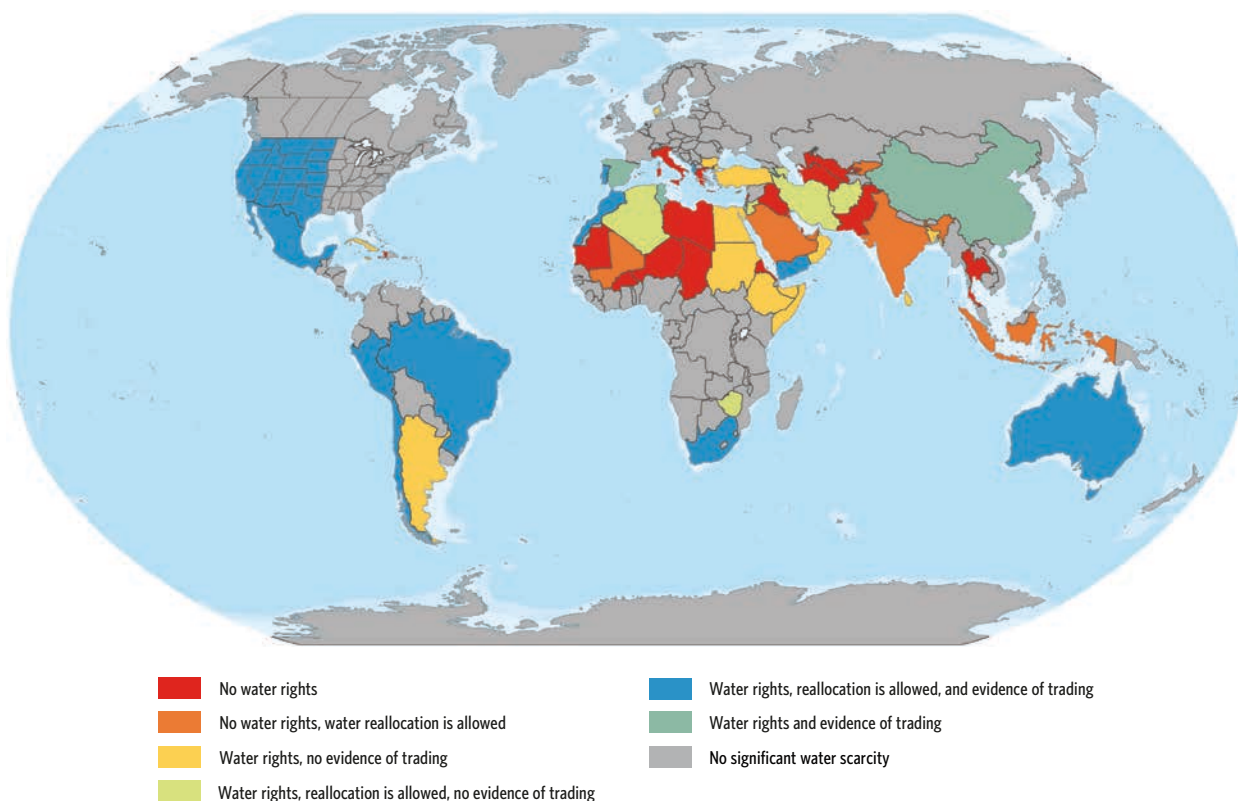 No water rights
No water rights, water reallocation is allowed
Water rights, no evidence of trading
Water rights, reallocation is allowed, no evidence of trading
Water rights, reallocation is allowed, and evidence of trading
Water rights and evidence of trading
No significant water scarcity